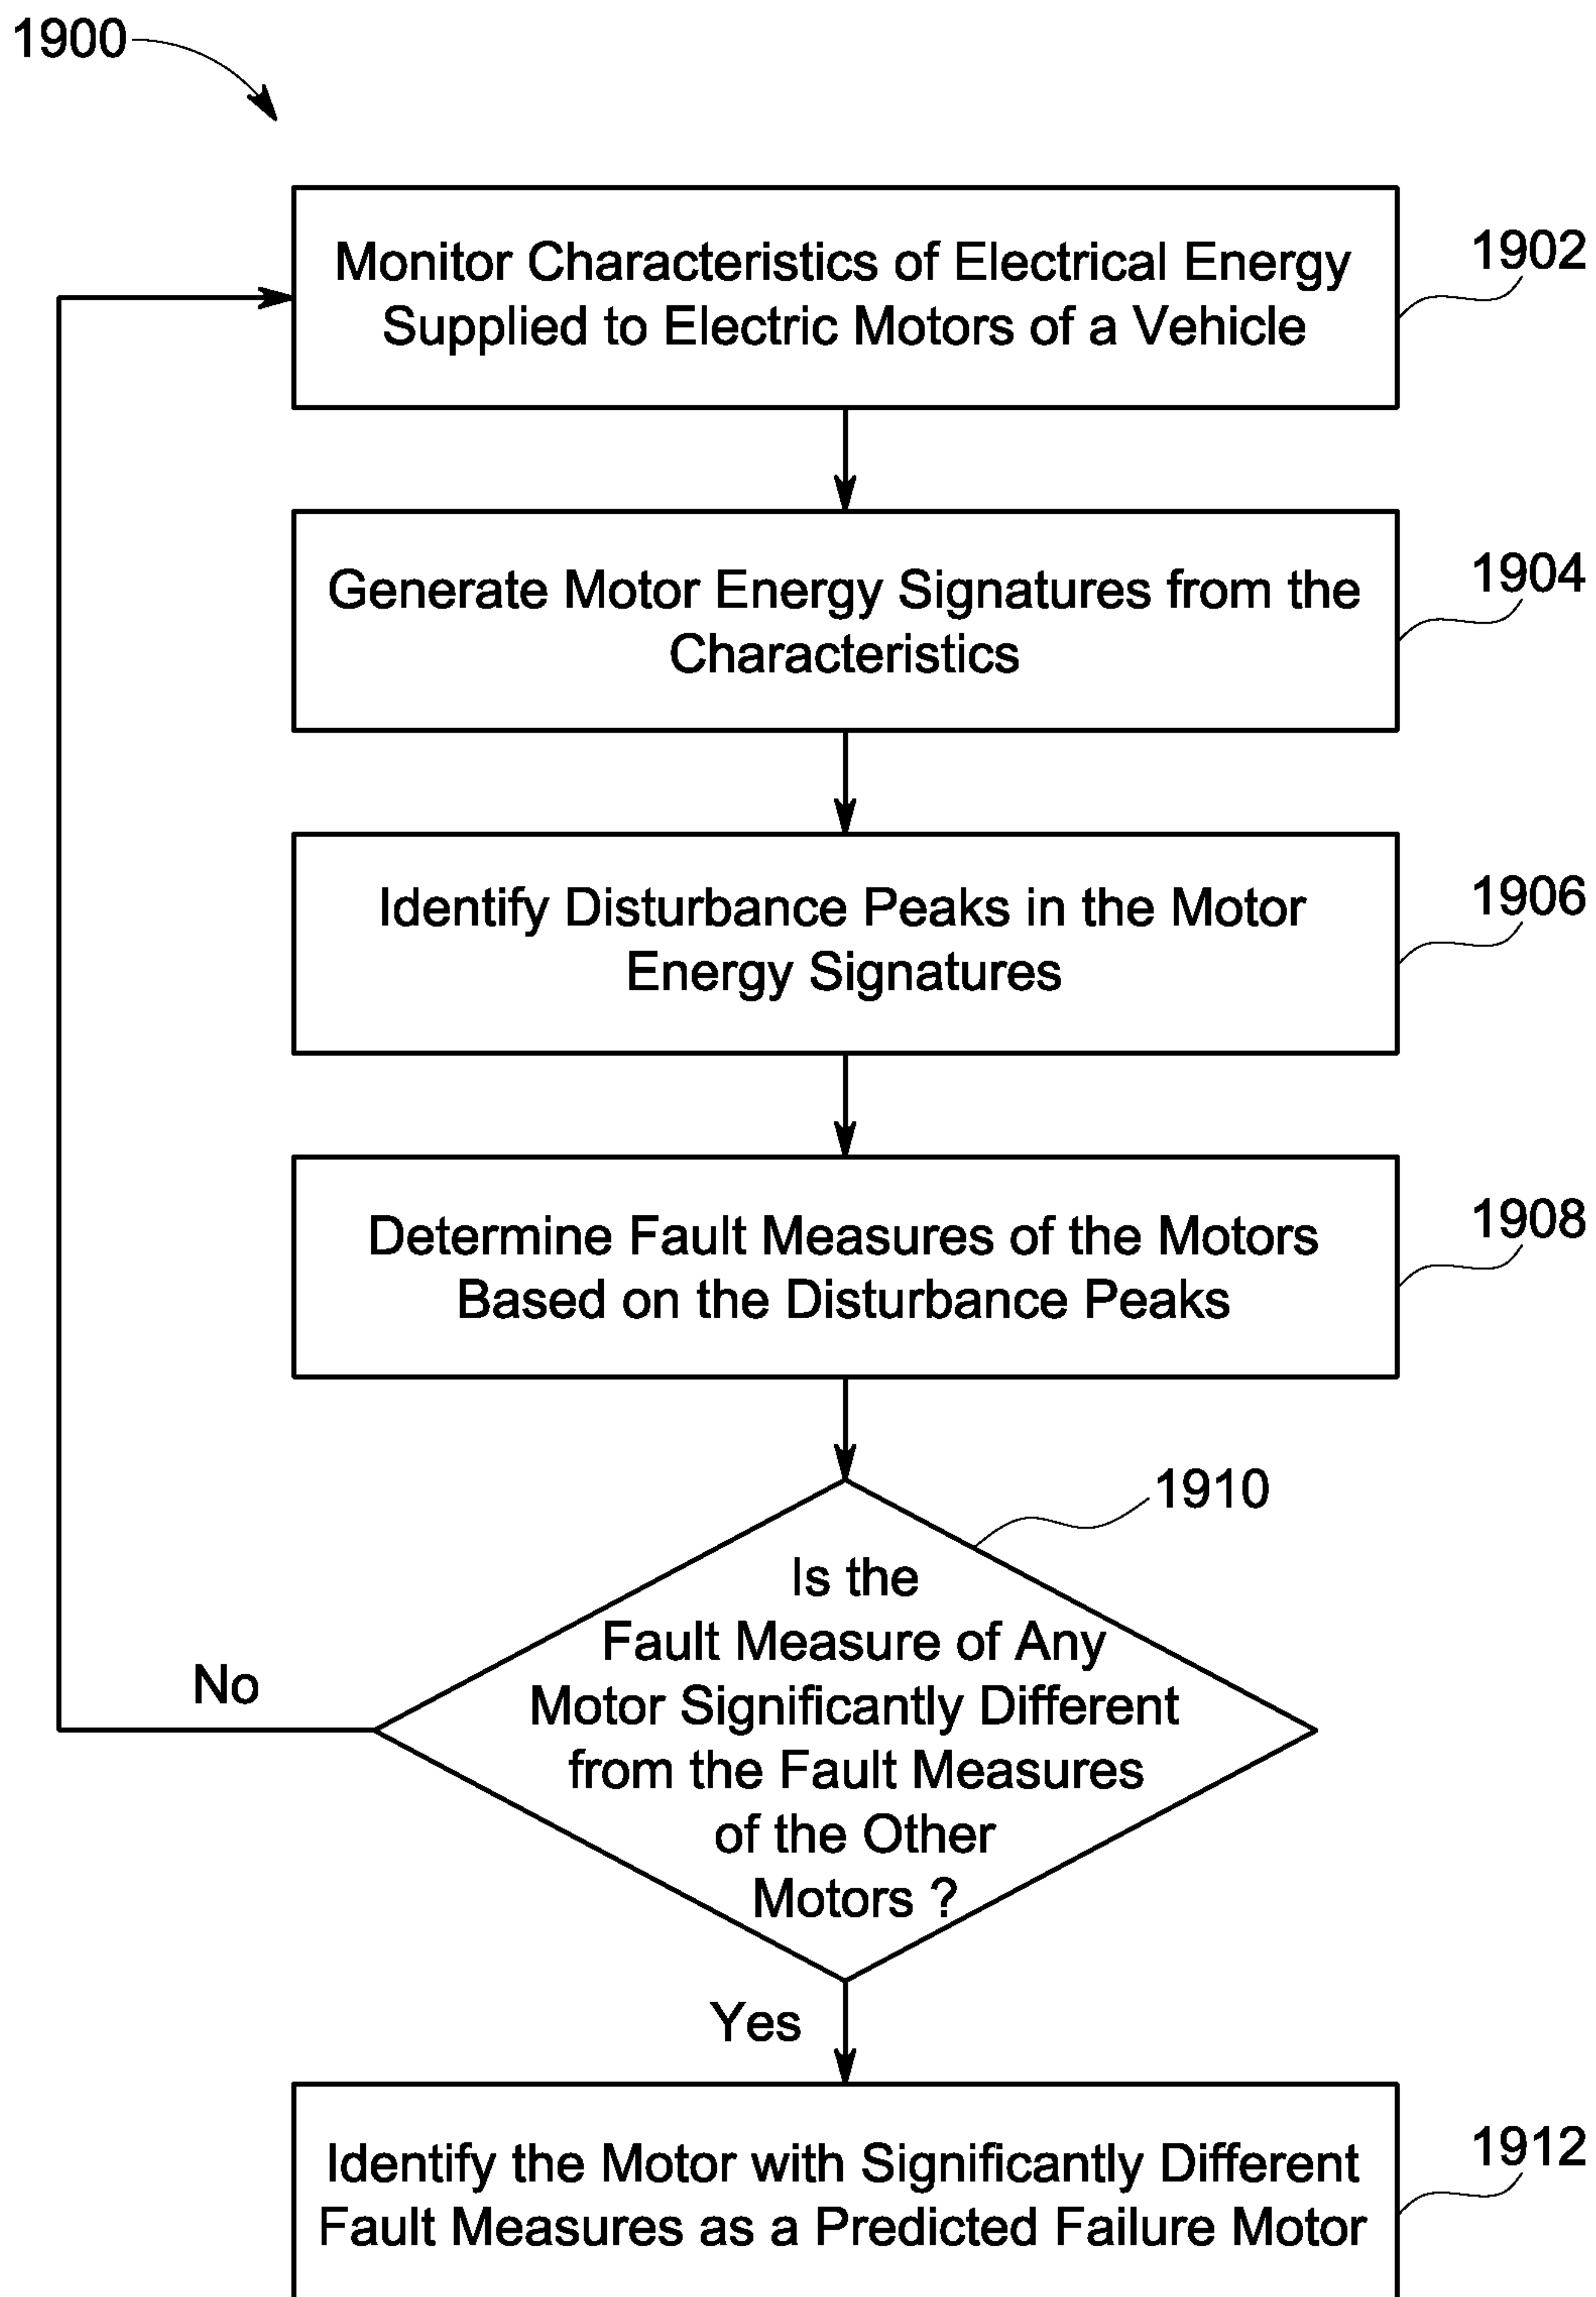 1900
Monitor Characteristics of Electrical Energy
Supplied to Electric Motors of a Vehicle
1902
Generate Motor Energy Signatures from the
Characteristics
1904
Identify Disturbance Peaks in the Motor
Energy Signatures
1906
Determine Fault Measures of the Motors
Based on the Disturbance Peaks
1908
1910
Is the
Fault Measure of Any
Motor Significantly Different
from the Fault Measures
of the Other
Motors ?
No
Yes
Identify the Motor with Significantly Different
Fault Measures as a Predicted Failure Motor
1912